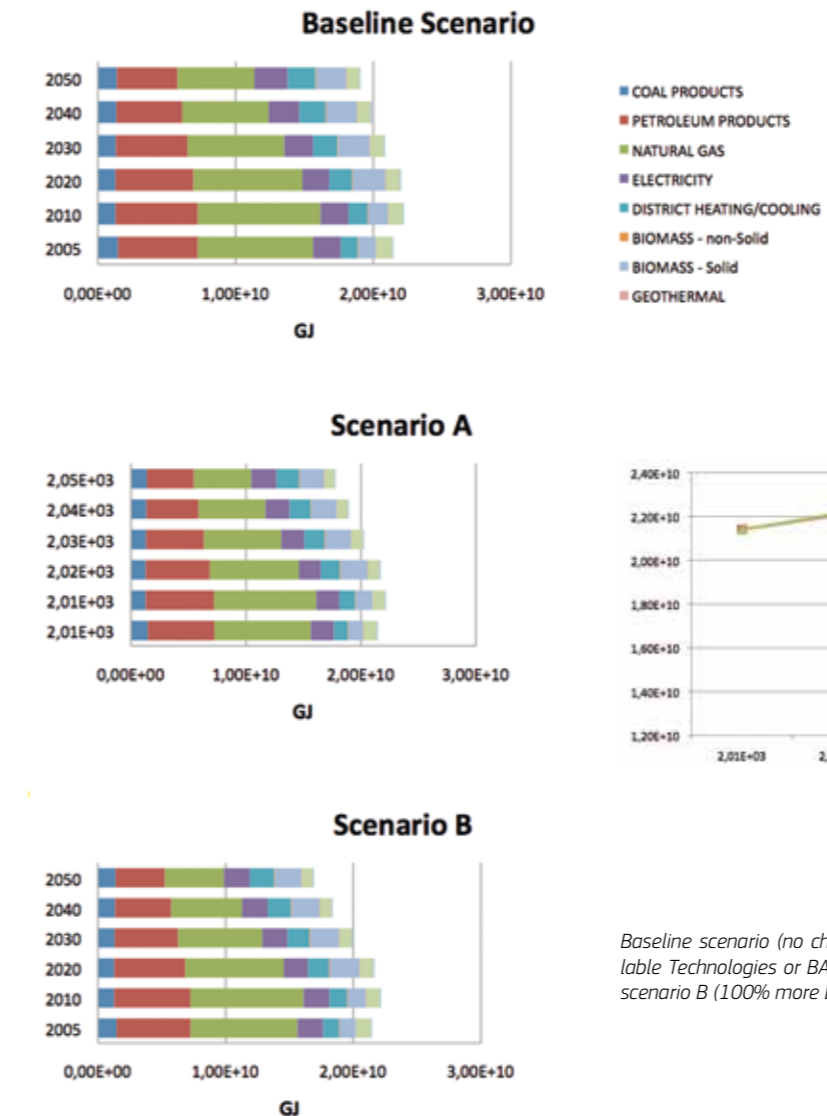 Baseline Scenario
2050
2040
2030
2020
2010
2005
0,00E+00 1,00E+10 2,00E+10 3,00E+10
GJ
COAL PRODUCTS
PETROLEUM PRODUCTS
NATURAL GAS
ELECTRICITY
DISTRICT HEATING/COOLING
BIOMASS - non-Solid
BIOMASS - Solid
GEOTHERMAL
Scenario A
2,05E+03
2,04E+03
2,03E+03
2,02E+03
2,01E+03
2,01E+03
0,00E+00 1,00E+10 2,00E+10 3,00E+10
GJ
2,40E+10
2,20E+10
2,00E+10
1,80E+10
1,60E+10
1,40E+10
1,20E+10
2,01E+03 2,
Scenario B
2050
2040
2030
2020
2010
2005
0,00E+00 1,00E+10 2,00E+10 3,00E+10
GJ
Baseline scenario (no ch
lable Technologies or BA
scenario B (100% more